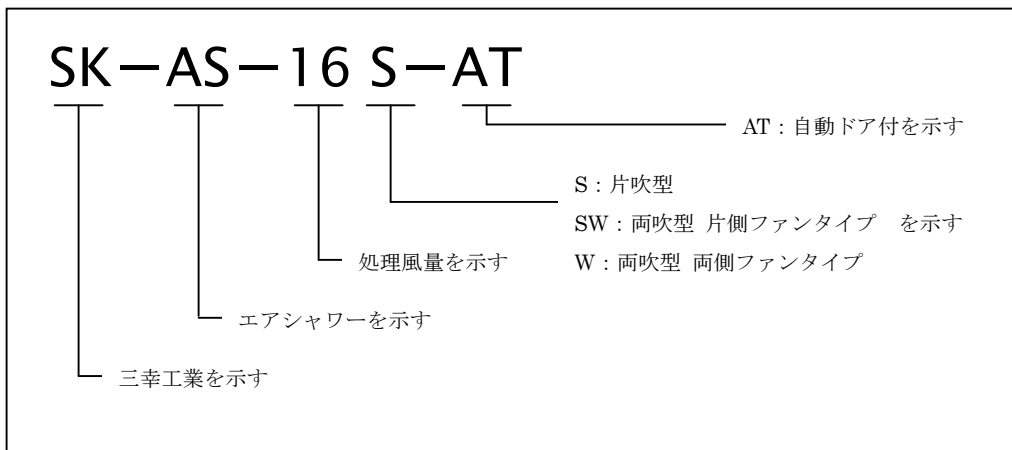 SK－AS－16 S－AT
AT：自動ドア付を示す
S：片吹型
SW：両吹型 片側ファンタイプ　を示す
W：両吹型 両側ファンタイプ
処理風量を示す
エアシャワーを示す
三幸工業を示す